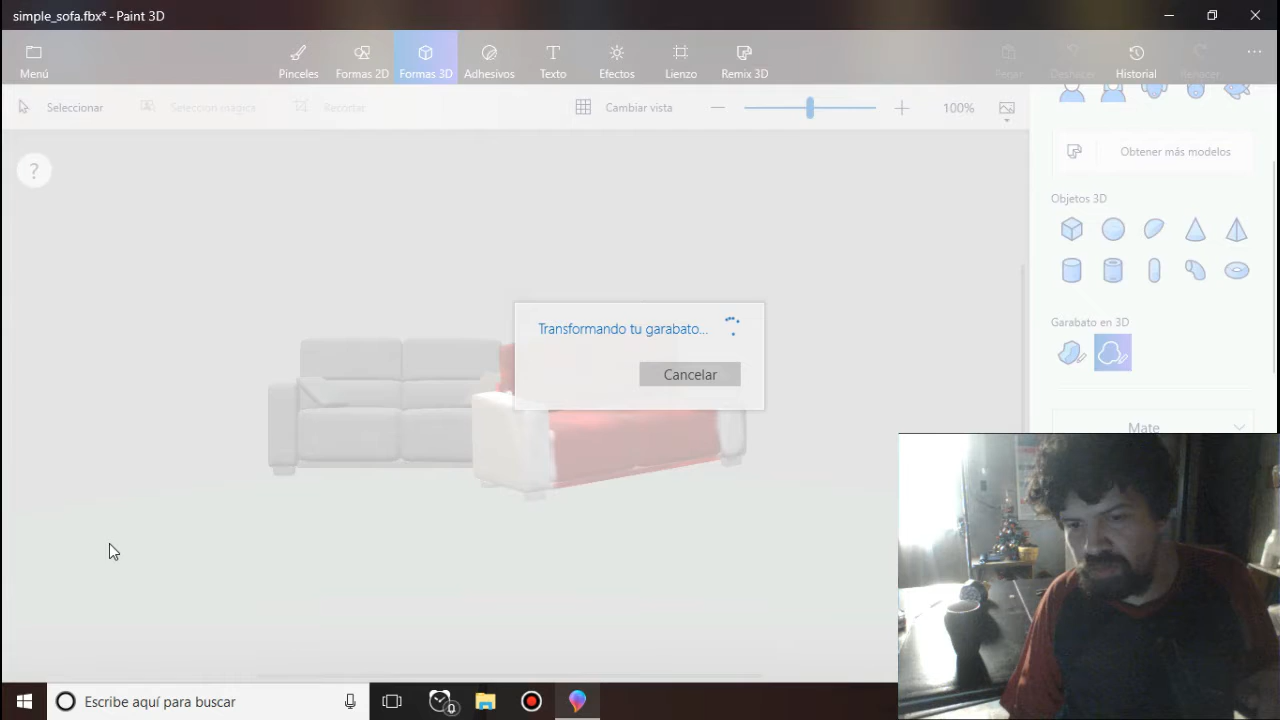 simple_sofa.fbx* - Paint 3D
Menú
Pinceles
Formas 2D
Formas 3D
Adhesivos
Texto
Efectos
Lienzo
Remix 3D
Pegar
Deshacer
Historial
Rehacer
Seleccionar
Selección mágica
Recortar
Cambiar vista
100%
?
Obtener más modelos
Objetos 3D
Garabato en 3D
Mate
Transformando tu garabato...
Cancelar
Escribe aquí para buscar